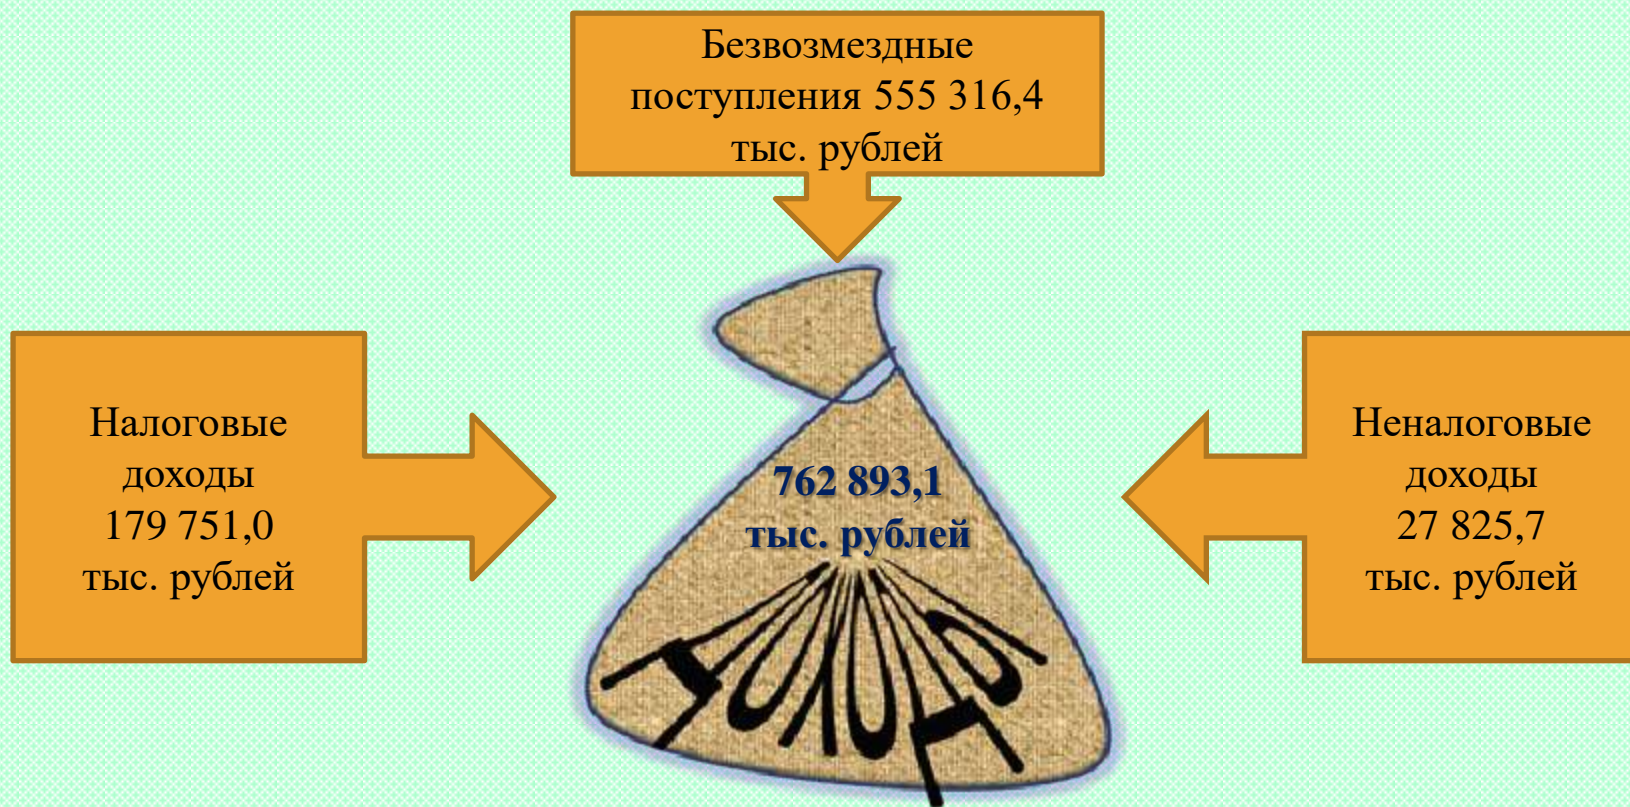 Безвозмездные
поступления 555 316,4
тыс. рублей
Налоговые
доходы
179 751,0
тыс. рублей
762 893,1
тыс. рублей
ДОХОДЫ
Неналоговые
доходы
27 825,7
тыс. рублей